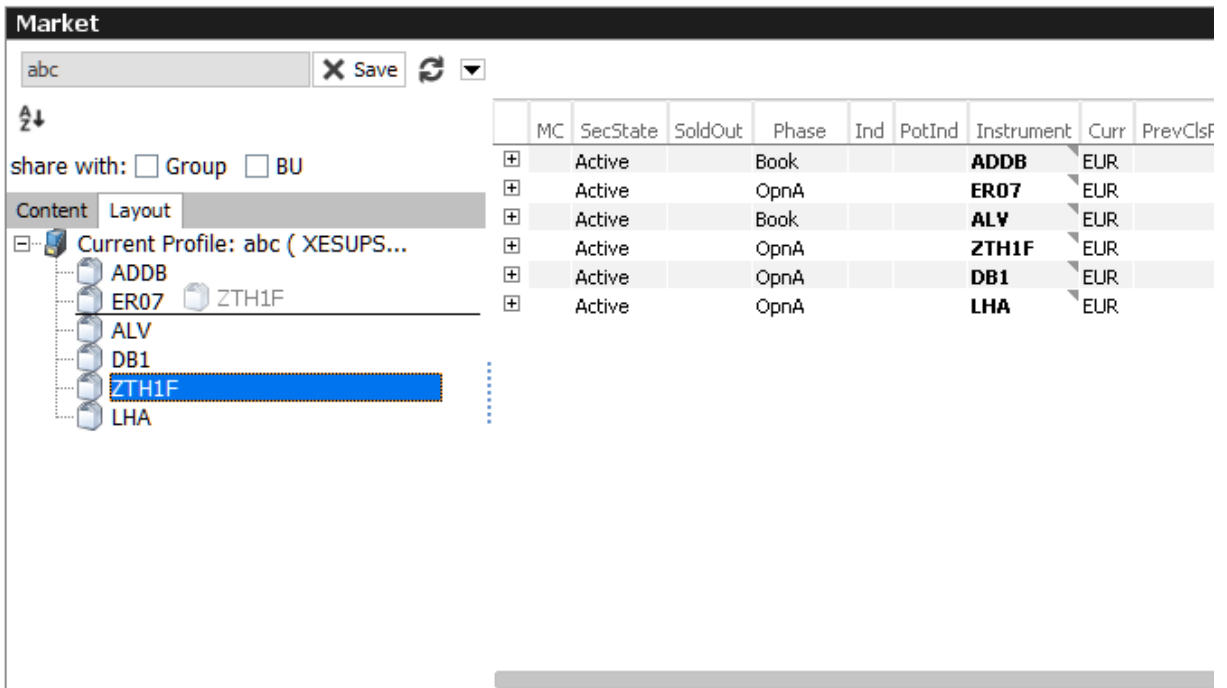 Market
abc
Save
A
Z
share with: Group BU
Content Layout
Current Profile: abc ( XESUPS...
ADDB
ER07
ZTH1F
ALV
DB1
ZTH1F
LHA
MC SecState SoldOut Phase Ind PotInd Instrument Curr PrevClsP
Active Book ADDB EUR
Active OpnA ER07 EUR
Active Book ALV EUR
Active OpnA ZTH1F EUR
Active OpnA DB1 EUR
Active OpnA LHA EUR